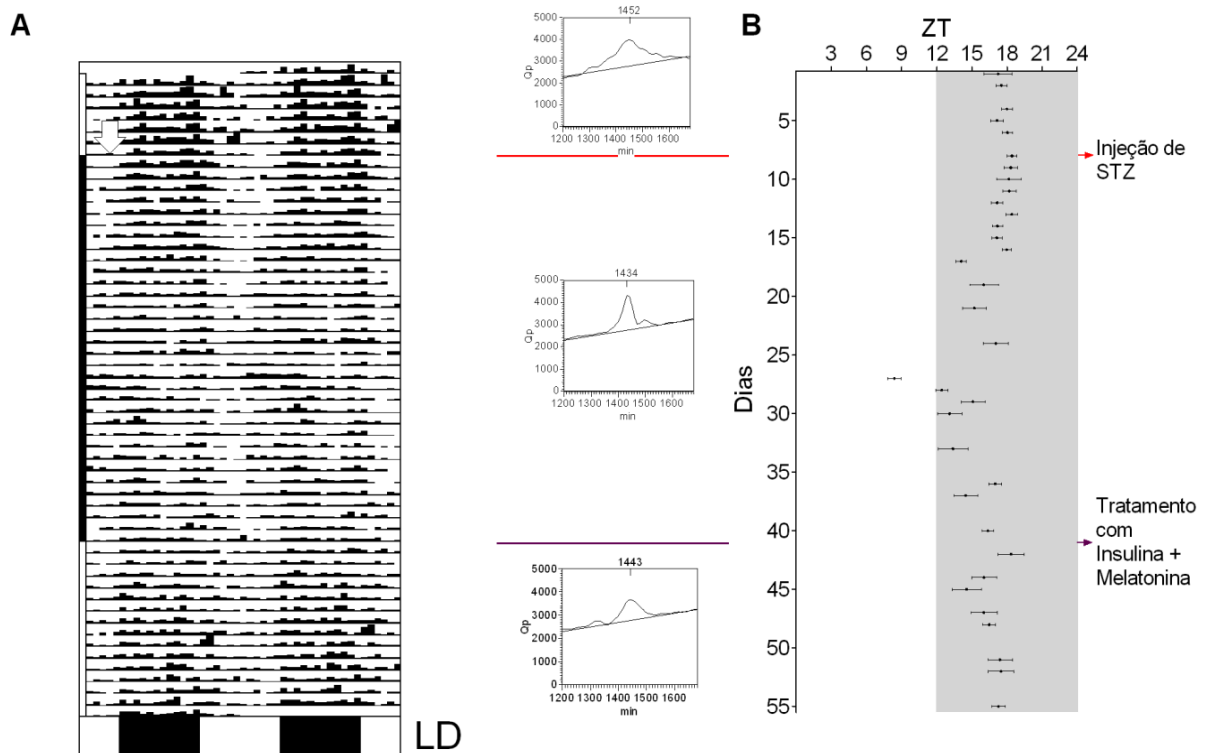 A
LD
1452
5000
4000
3000
2000
1000
0
Qp
1200 1300 1400 1500 1600
min
1434
5000
4000
3000
2000
1000
0
Qp
1200 1300 1400 1500 1600
min
1443
5000
4000
3000
2000
1000
0
Qp
1200 1300 1400 1500 1600
min
B
ZT
3 6 9 12 15 18 21 24
Dias
5
10
15
20
25
30
35
40
45
50
55
Injeção de
STZ
Tratamento
com
Insulina +
Melatonina